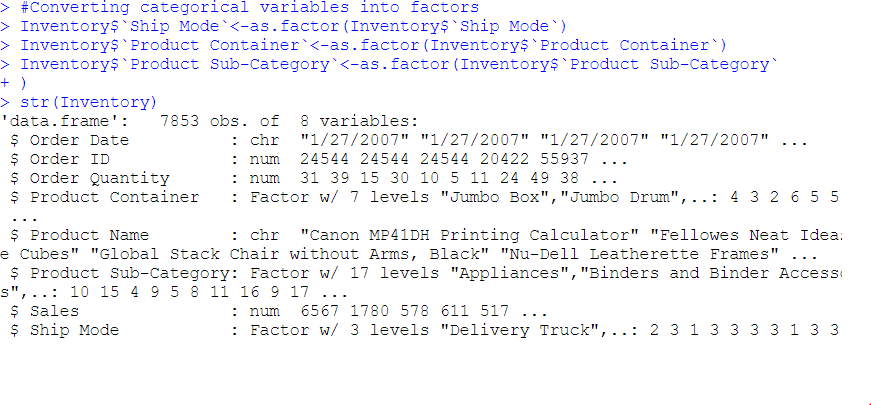 > #Converting categorical variables into factors
> Inventory$`Ship Mode`<-as.factor(Inventory$`Ship Mode`)
> Inventory$`Product Container`<-as.factor(Inventory$`Product Container`)
> Inventory$`Product Sub-Category`<-as.factor(Inventory$`Product Sub-Category`
+ )
> str(Inventory)
'data.frame':   7853 obs. of  8 variables:
 $ Order Date          : chr  "1/27/2007" "1/27/2007" "1/27/2007" "1/27/2007" ...
 $ Order ID            : num  24544 24544 24544 20422 55937 ...
 $ Order Quantity      : num  31 39 15 30 10 5 11 24 49 38 ...
 $ Product Container   : Factor w/ 7 levels "Jumbo Box","Jumbo Drum",..: 4 3 2 6 5 5
 ...
 $ Product Name        : chr  "Canon MP41DH Printing Calculator" "Fellowes Neat Idea
e Cubes" "Global Stack Chair without Arms, Black" "Nu-Dell Leatherette Frames" ...
 $ Product Sub-Category: Factor w/ 17 levels "Appliances","Binders and Binder Access
s",..: 10 15 4 9 5 8 11 16 9 17 ...
 $ Sales               : num  6567 1780 578 611 517 ...
 $ Ship Mode           : Factor w/ 3 levels "Delivery Truck",..: 2 3 1 3 3 3 3 1 3 3